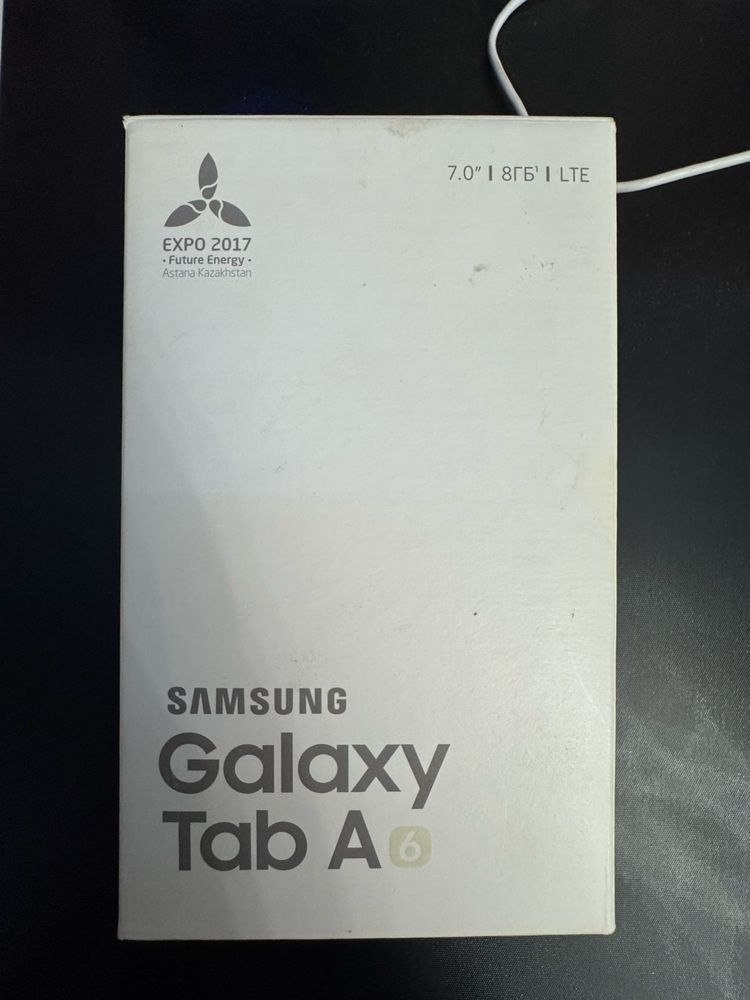 7.0" | 8ГБ¹ | LTE
EXPO 2017
• Future Energy •
Astana Kazakhstan
SAMSUNG
Galaxy
Tab A 6